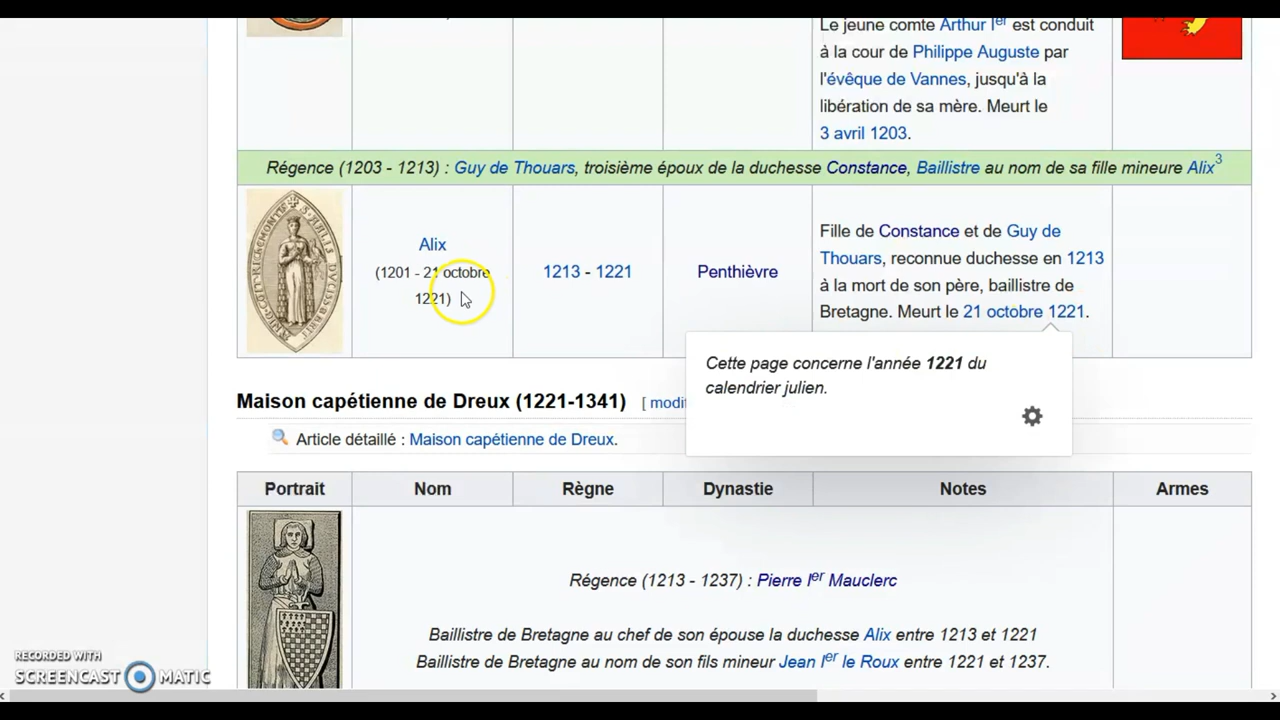 Le jeune comte Arthur Ier est conduit
à la cour de Philippe Auguste par
l'évêque de Vannes, jusqu'à la
libération de sa mère. Meurt le
3 avril 1203.
Régence (1203 - 1213) : Guy de Thouars, troisième époux de la duchesse Constance, Baillistre au nom de sa fille mineure Alix3
Alix
(1201 - 21 octobre
1221)
1213 - 1221
Penthièvre
Fille de Constance et de Guy de
Thouars, reconnue duchesse en 1213
à la mort de son père, baillistre de
Bretagne. Meurt le 21 octobre 1221.
Cette page concerne l'année 1221 du
calendrier julien.
Maison capétienne de Dreux (1221-1341) [ modif
Article détaillé : Maison capétienne de Dreux.
Portrait Nom Règne Dynastie Notes Armes
Régence (1213 - 1237) : Pierre Ier Mauclerc
Baillistre de Bretagne au chef de son épouse la duchesse Alix entre 1213 et 1221
Baillistre de Bretagne au nom de son fils mineur Jean Ier le Roux entre 1221 et 1237.
RECORDED WITH
SCREENCAST MATIC